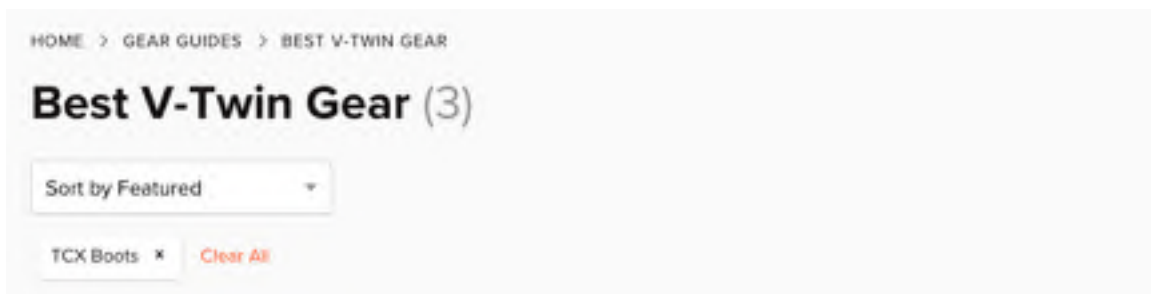 HOME > GEAR GUIDES > BEST V-TWIN GEAR
Best V-Twin Gear (3)
Sort by Featured
TCX Boots × Clear All